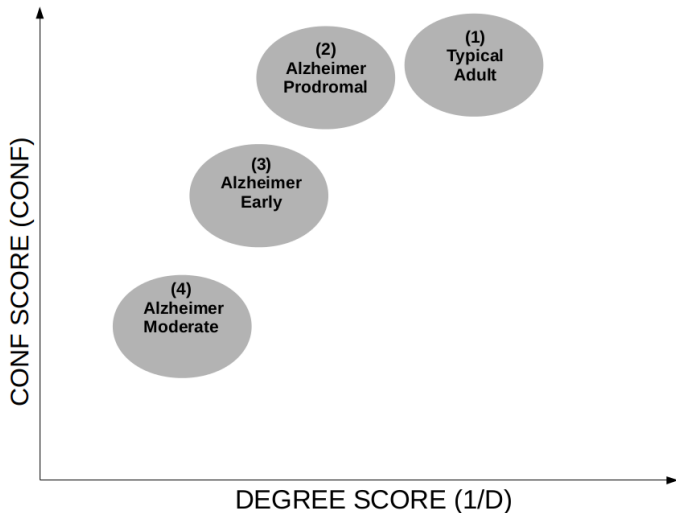 (1)
Typical
Adult
(2)
Alzheimer
Prodromal
(3)
Alzheimer
Early
(4)
Alzheimer
Moderate
CONF SCORE (CONF)
DEGREE SCORE (1/D)